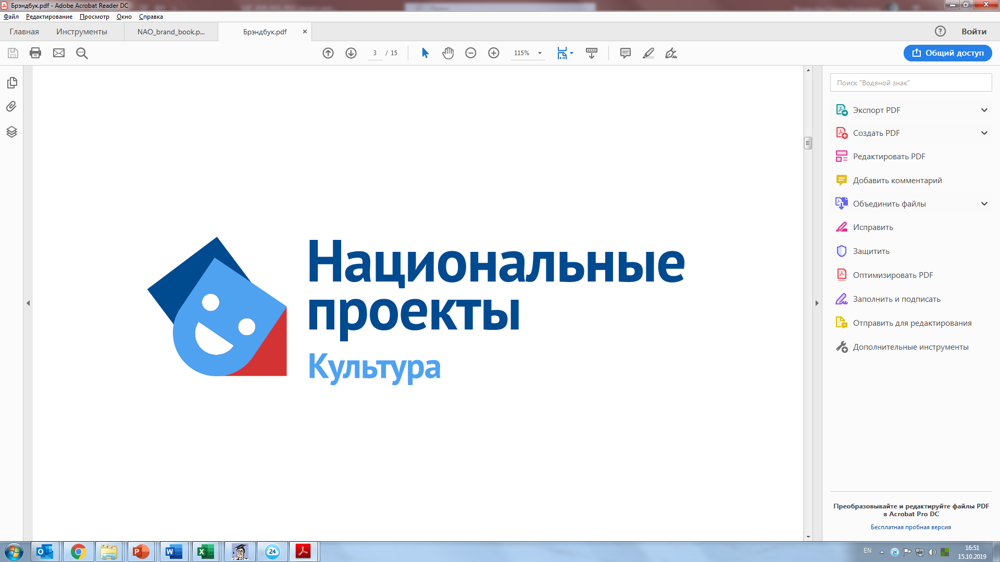 Брэндбук.pdf - Adobe Acrobat Reader DC
Файл Редактирование Просмотр Окно Справка
Главная Инструменты NAO_brand_book.p... Брэндбук.pdf Войти
3 / 15 115% Общий доступ
Поиск "Водяной знак"
Экспорт PDF
Создать PDF
Редактировать PDF
Добавить комментарий
Объединить файлы
Исправить
Защитить
Оптимизировать PDF
Заполнить и подписать
Отправить для редактирования
Дополнительные инструменты
Национальные
проекты
Культура
Преобразовывайте и редактируйте файлы PDF
в Acrobat Pro DC
Бесплатная пробная версия
24
EN 24 16:51
15.10.2019